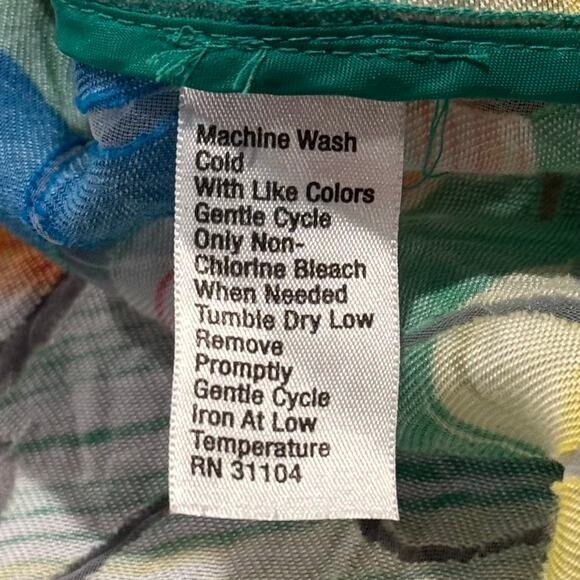 Machine Wash
Cold
With Like Colors
Gentle Cycle
Only Non-
Chlorine Bleach
When Needed
Tumble Dry Low
Remove
Promptly
Gentle Cycle
Iron At Low
Temperature
RN 31104